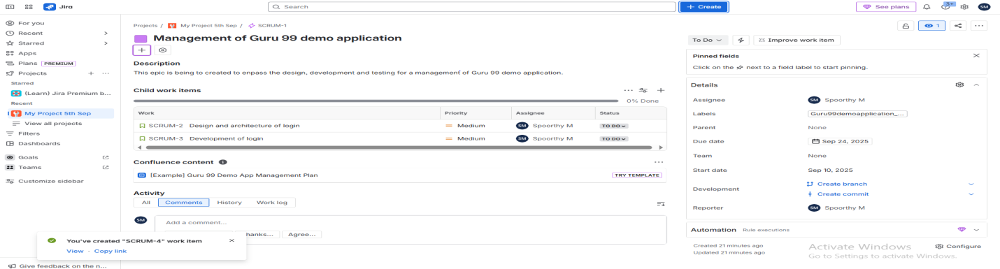 Jira
Search
+ Create
See plans
3+
SM
For you
Recent
Starred
Apps
Plans PREMIUM
Projects
Starred
(Learn) Jira Premium b...
Recent
My Project 5th Sep
View all projects
Filters
Dashboards
Goals
Teams
Customize sidebar
Give feedback on the n...
Projects / My Project 5th Sep / SCRUM-1
Management of Guru 99 demo application
Description
This epic is being to created to enpass the design, development and testing for a management of Guru 99 demo application.
Child work items
0% Done
Work Priority Assignee Status
SCRUM-2 Design and architecture of login Medium SM Spoorthy M TO DO
SCRUM-3 Development of login Medium SM Spoorthy M TO DO
Confluence content
[Example] Guru 99 Demo App Management Plan TRY TEMPLATE
Activity
All Comments History Work log
SM Add a comment...
hanks... Agree...
You've created "SCRUM-4" work item
View · Copy link
1
To Do Improve work item
Pinned fields
Click on the next to a field label to start pinning.
Details
Assignee SM Spoorthy M
Labels Guru99demoapplication_...
Parent None
Due date Sep 24, 2025
Team None
Start date Sep 10, 2025
Development Create branch
Create commit
Reporter SM Spoorthy M
Automation Rule executions
Created 21 minutes ago
Updated 21 minutes ago
Configure
Activate Windows
Go to Settings to activate Windows.